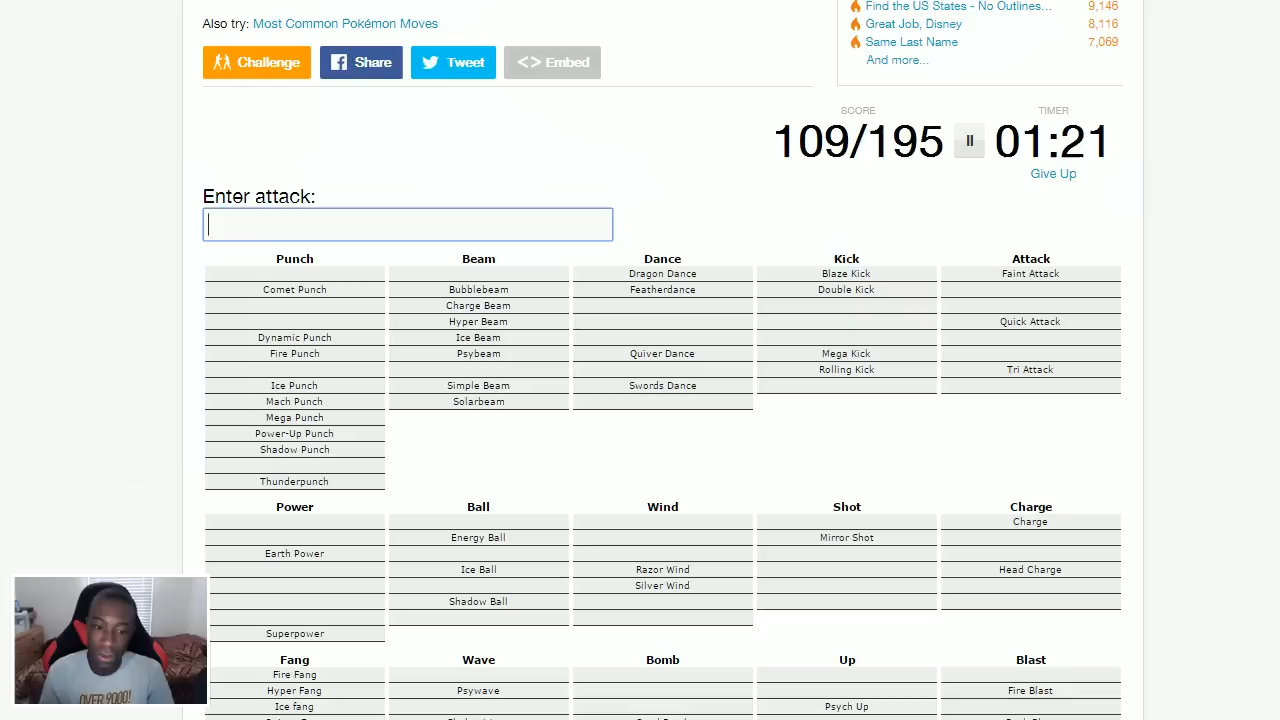 Also try: Most Common Pokémon Moves
Find the US States - No Outlines... 9,146
Great Job, Disney 8,116
Same Last Name 7,069
And more...
Challenge Share Tweet <> Embed
SCORE TIMER
109/195 01:21
Give Up
Enter attack:
Punch Beam Dance Kick Attack
Dragon Dance Blaze Kick Faint Attack
Comet Punch Bubblebeam Featherdance Double Kick
Charge Beam
Hyper Beam Quick Attack
Dynamic Punch Ice Beam
Fire Punch Psybeam Quiver Dance Mega Kick
Rolling Kick Tri Attack
Ice Punch Simple Beam Swords Dance
Mach Punch Solarbeam
Mega Punch
Power-Up Punch
Shadow Punch
Thunderpunch
Power Ball Wind Shot Charge
Charge
Energy Ball Mirror Shot
Earth Power
Ice Ball Razor Wind Head Charge
Silver Wind
Shadow Ball
Superpower
Fang Wave Bomb Up Blast
Fire Fang
Hyper Fang Psywave Fire Blast
Ice fang Psych Up
OVER 9000!